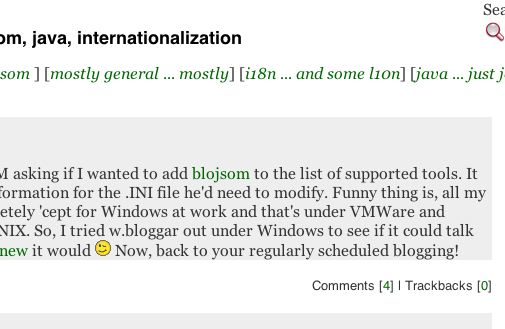 Sea
om, java, internationalization
som ] [mostly general ... mostly] [i18n ... and some l10n] [java ... just j
M asking if I wanted to add blojsom to the list of supported tools. It
formation for the .INI file he'd need to modify. Funny thing is, all my
etely 'cept for Windows at work and that's under VMWare and
NIX. So, I tried w.bloggar out under Windows to see if it could talk
new it would Now, back to your regularly scheduled blogging!
Comments [4] | Trackbacks [0]